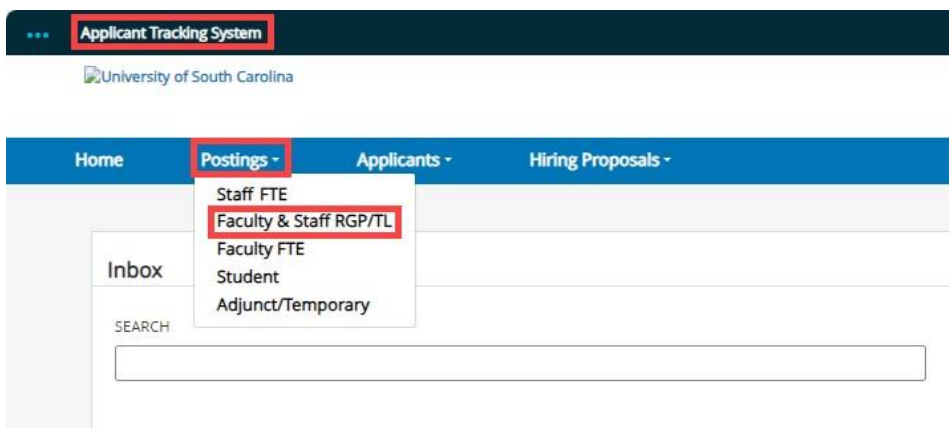 Applicant Tracking System
University of South Carolina
Home Postings Applicants Hiring Proposals
Staff FTE
Faculty & Staff RGP/TL
Faculty FTE
Student
Adjunct/Temporary
Inbox
SEARCH